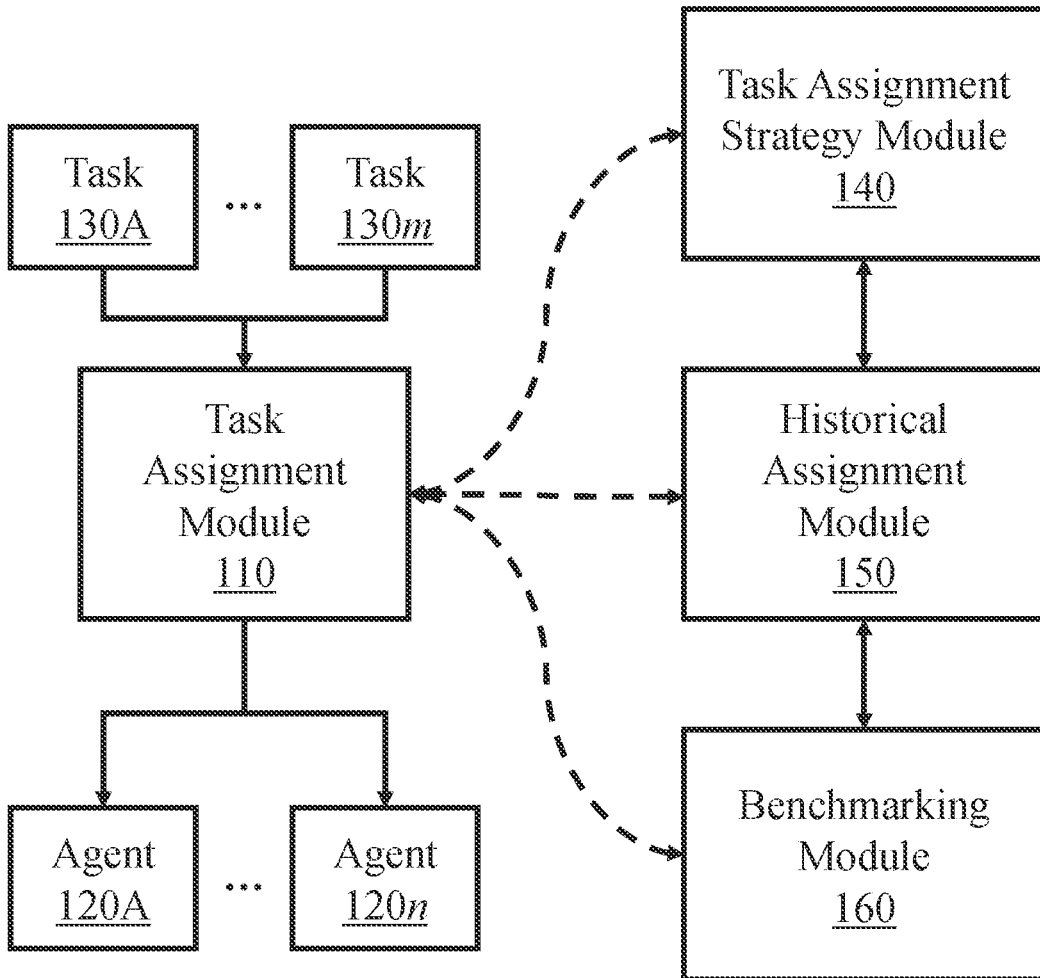 Task
130A
...
Task
130m
Task
Assignment
Module
110
Agent
120A
...
Agent
120n
Task Assignment
Strategy Module
140
Historical
Assignment
Module
150
Benchmarking
Module
160